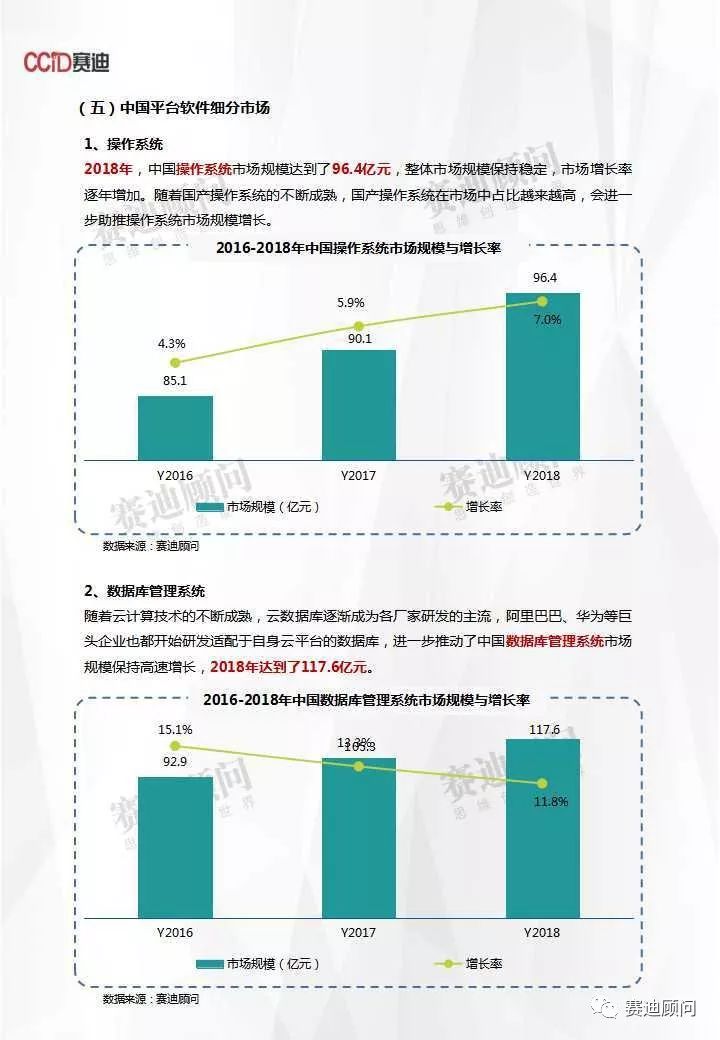 CCID赛迪
（五）中国平台软件细分市场
1、操作系统
2018年，中国操作系统市场规模达到了96.4亿元，整体市场规模保持稳定，市场增长率
逐年增加。随着国产操作系统的不断成熟，国产操作系统在市场中占比越来越高，会进一
步助推操作系统市场规模增长。
2016-2018年中国操作系统市场规模与增长率
96.4
5.9%
7.0%
4.3%
90.1
85.1
Y2016
Y2017
Y2018
赛迪顾问
市场规模（亿元）
增长率
数据来源：赛迪顾问
2、数据库管理系统
随着云计算技术的不断成熟，云数据库逐渐成为各厂家研发的主流，阿里巴巴、华为等巨
头企业也都开始研发适配于自身云平台的数据库，进一步推动了中国数据库管理系统市场
规模保持高速增长，2018年达到了117.6亿元。
2016-2018年中国数据库管理系统市场规模与增长率
15.1%
117.6
92.9
11.8%
Y2016
Y2017
Y2018
市场规模（亿元）
增长率
数据来源：赛迪顾问
赛迪顾问